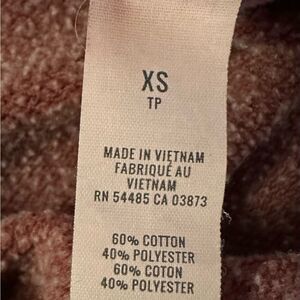 XS
TP
MADE IN VIETNAM
FABRIQUÉ AU
VIETNAM
RN 54485 CA 03873
60% COTTON
40% POLYESTER
60% COTON
40% POLYESTER